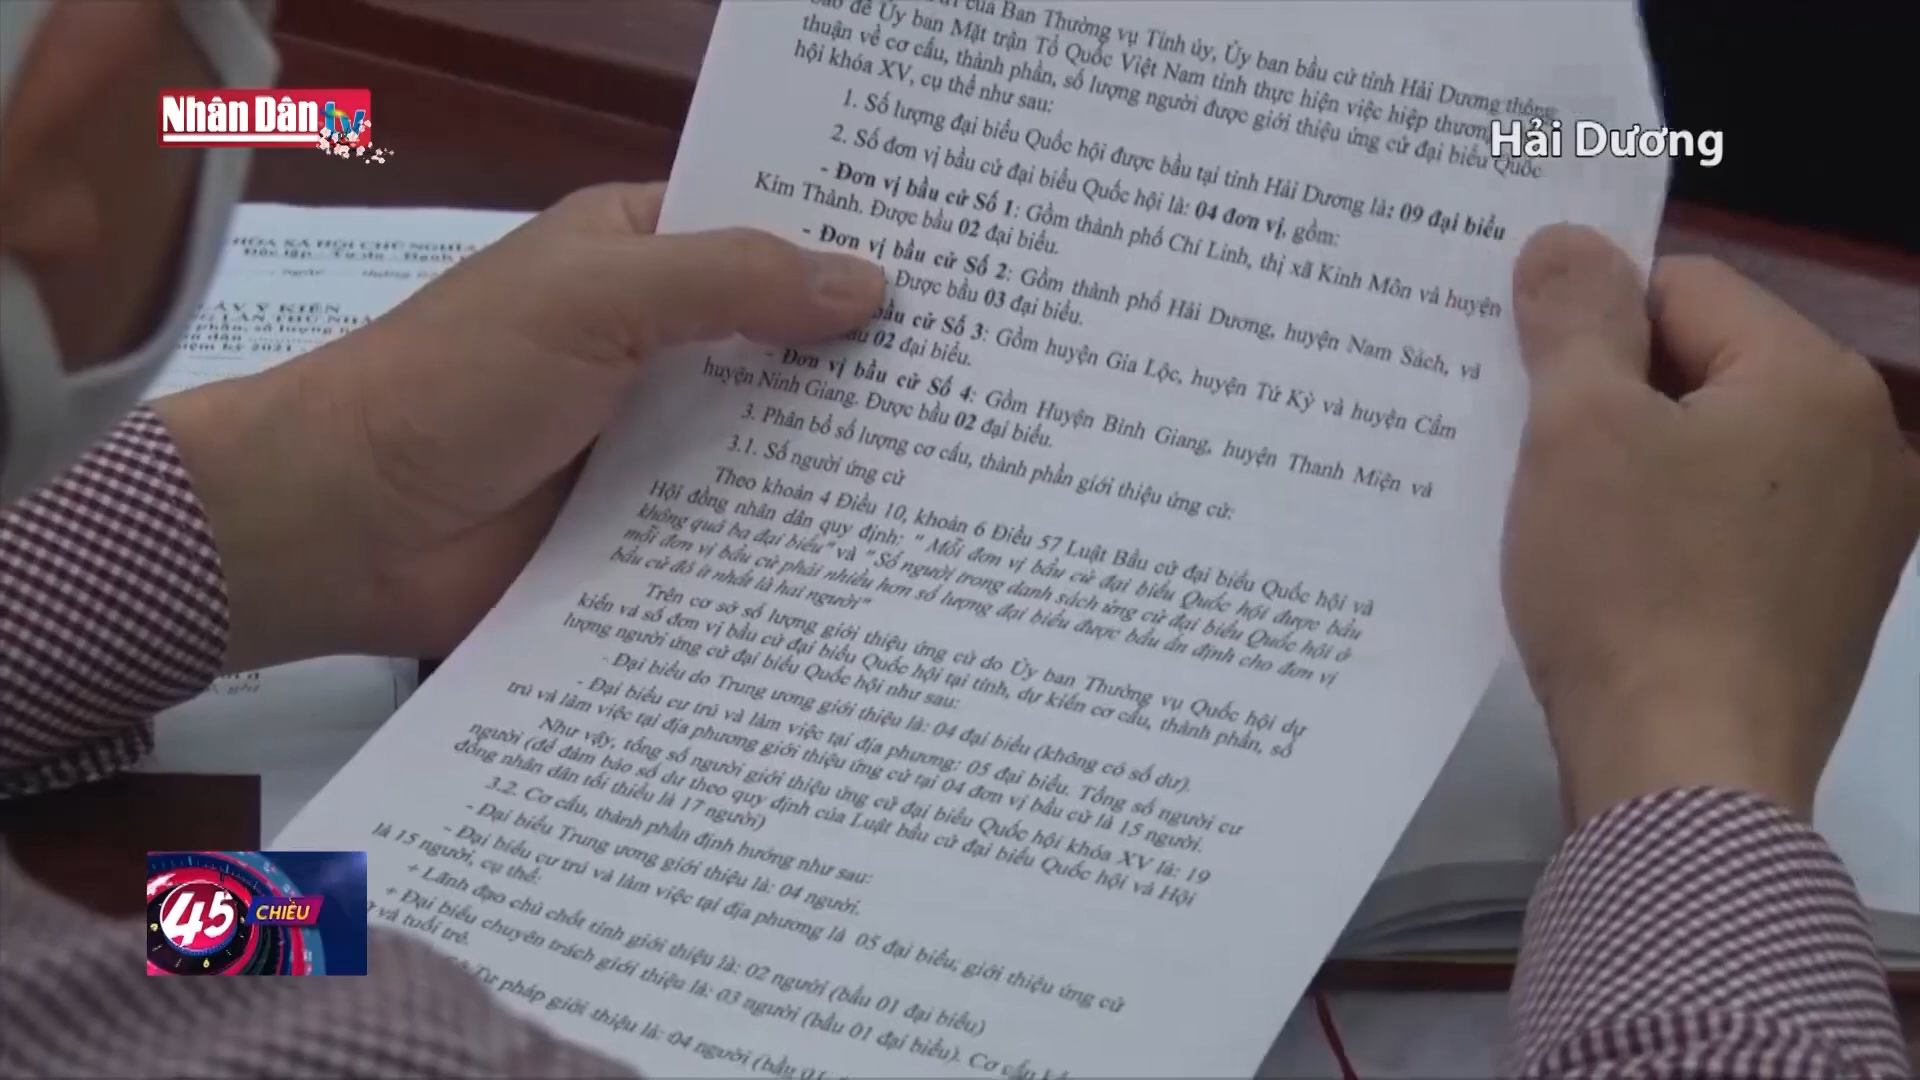 của Ban Thường vụ Tỉnh ủy, Ủy ban bầu cử tỉnh Hải Dương thông
báo để Ủy ban Mặt trận Tổ Quốc Việt Nam tỉnh thực hiện việc hiệp thương,
thuận về cơ cấu, thành phần, số lượng người được giới thiệu ứng cử đại biểu Quốc
hội khóa XV, cụ thể như sau:
Nhân Dân tv
Hải Dương
1. Số lượng đại biểu Quốc hội được bầu tại tỉnh Hải Dương là: 09 đại biểu
2. Số đơn vị bầu cử đại biểu Quốc hội là: 04 đơn vị, gồm:
- Đơn vị bầu cử Số 1: Gồm thành phố Chí Linh, thị xã Kinh Môn và huyện
Kim Thành. Được bầu 02 đại biểu.
- Đơn vị bầu cử Số 2: Gồm thành phố Hải Dương, huyện Nam Sách, và
Được bầu 03 đại biểu.
bầu cử Số 3: Gồm huyện Gia Lộc, huyện Tứ Kỳ và huyện Cẩm
02 đại biểu.
- Đơn vị bầu cử Số 4: Gồm Huyện Bình Giang, huyện Thanh Miện và
huyện Ninh Giang. Được bầu 02 đại biểu.
3. Phân bổ số lượng cơ cấu, thành phần giới thiệu ứng cử:
3.1. Số người ứng cử
Theo khoản 4 Điều 10, khoản 6 Điều 57 Luật Bầu cử đại biểu Quốc hội và
Hội đồng nhân dân quy định: " Mỗi đơn vị bầu cử đại biểu Quốc hội được bầu
không quá ba đại biểu" và " Số người trong danh sách ứng cử đại biểu Quốc hội ở
mỗi đơn vị bầu cử phải nhiều hơn số lượng đại biểu được bầu ấn định cho đơn vị
bầu cử đó ít nhất là hai người"
Trên cơ sở số lượng giới thiệu ứng cử do Ủy ban Thường vụ Quốc hội dự
kiến và số đơn vị bầu cử đại biểu Quốc hội tại tỉnh, dự kiến cơ cấu, thành phần, số
lượng người ứng cử đại biểu Quốc hội như sau:
- Đại biểu do Trung ương giới thiệu là: 04 đại biểu (không có số dư).
- Đại biểu cư trú và làm việc tại địa phương: 05 đại biểu. Tổng số người cư
trú và làm việc tại địa phương giới thiệu ứng cử tại 04 đơn vị bầu cử là 15 người.
Như vậy, tổng số người giới thiệu ứng cử đại biểu Quốc hội khóa XV là: 19
người (để đảm bảo số dư theo quy định của Luật bầu cử đại biểu Quốc hội và Hội
đồng nhân dân tối thiểu là 17 người)
3.2. Cơ cấu, thành phần định hướng như sau:
- Đại biểu Trung ương giới thiệu là: 04 người.
- Đại biểu cư trú và làm việc tại địa phương là 05 đại biểu, giới thiệu ứng cử
là 15 người, cụ thể:
+ Lãnh đạo chủ chốt tỉnh giới thiệu là: 02 người (bầu 01 đại biểu)
+ Đại biểu chuyên trách giới thiệu là: 03 người (bầu 01 đại biểu). Cơ cấu
và tuổi trẻ.
Tư pháp giới thiệu là: 04 người (bầu 01
45 CHIỀU